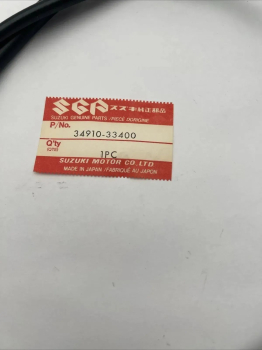 SGP スズキ純正部品
SUZUKI GENUINE PARTS/PIECE D'ORIGINE
P/No.
34910-33400
Q'ty
1PC
SUZUKI MOTOR CO.,LTD.
MADE IN JAPAN/FABRIQUÉ AU JAPON